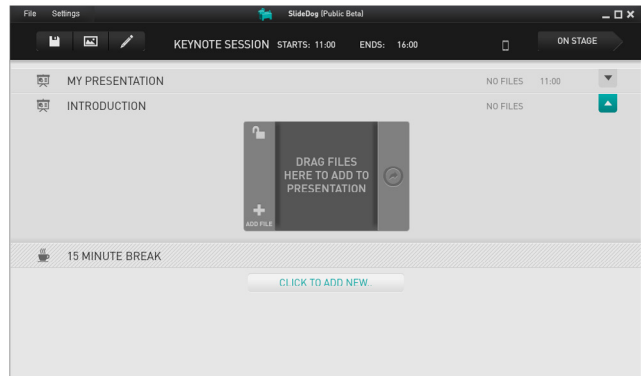 File Settings SlideDog (Public Beta)
KEYNOTE SESSION STARTS: 11:00 ENDS: 16:00 ON STAGE
MY PRESENTATION NO FILES 11:00
INTRODUCTION NO FILES
DRAG FILES
HERE TO ADD TO
PRESENTATION
ADD FILE
15 MINUTE BREAK
CLICK TO ADD NEW..